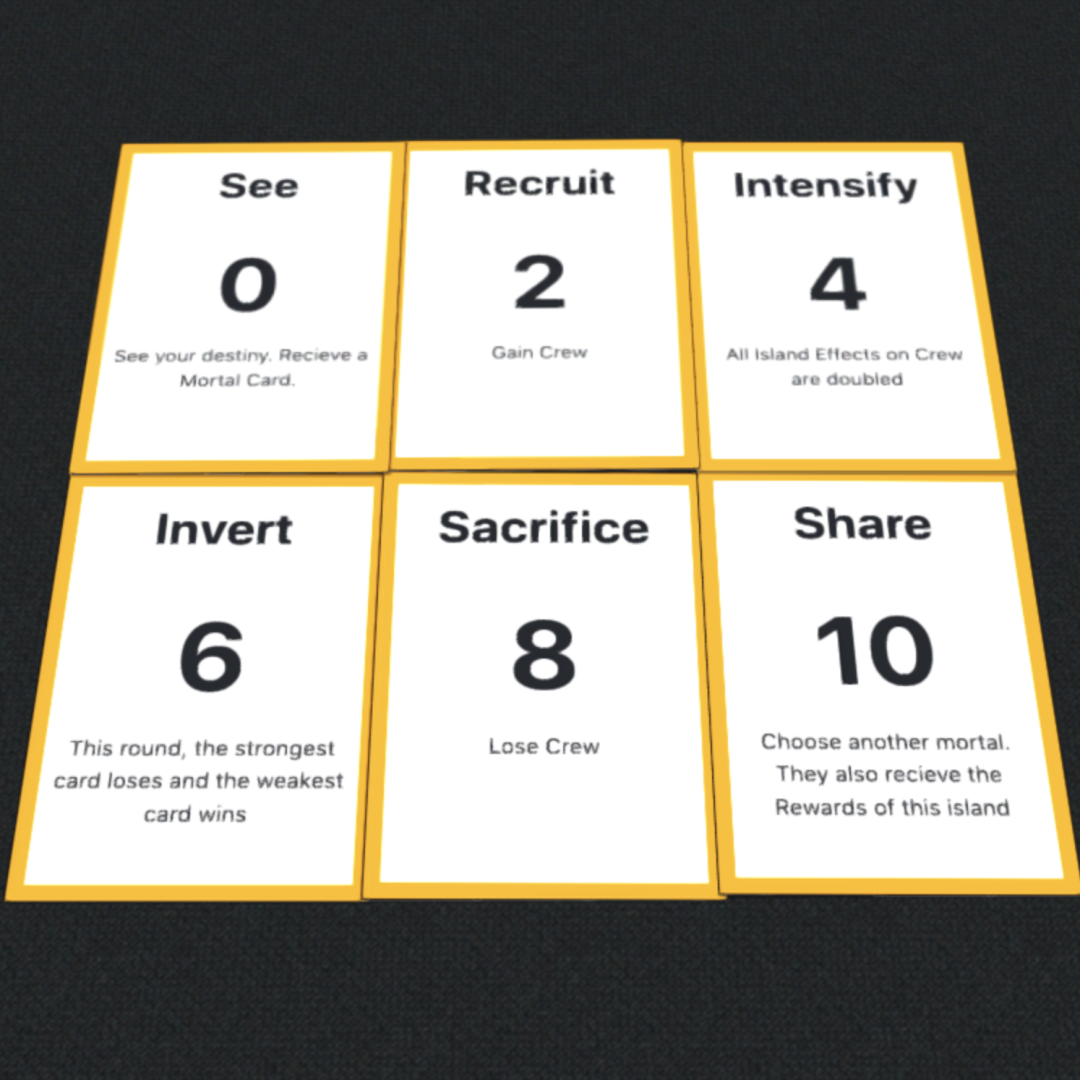 See
0
See your destiny. Recieve a
Mortal Card.
Recruit
2
Gain Crew
Intensify
4
All Island Effects on Crew
are doubled
Invert
6
This round, the strongest
card loses and the weakest
card wins
Sacrifice
8
Lose Crew
Share
10
Choose another mortal.
They also recieve the
Rewards of this island